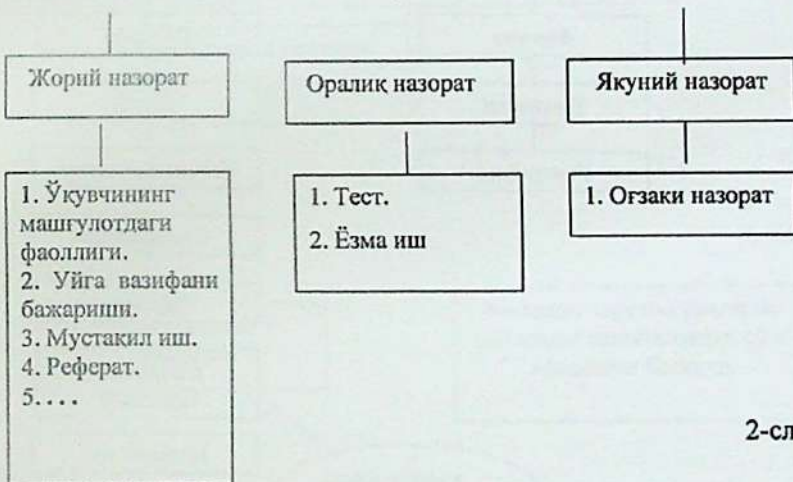 Жорий назорат
Оралиқ назорат
Якуний назорат
1. Ўқувчининг
машғулотдаги
фаоллиги.
2. Уйга вазифани
бажариши.
3. Мустақил иш.
4. Реферат.
5. . . .
1. Тест.
2. Ёзма иш
1. Оғзаки назорат
2-сл